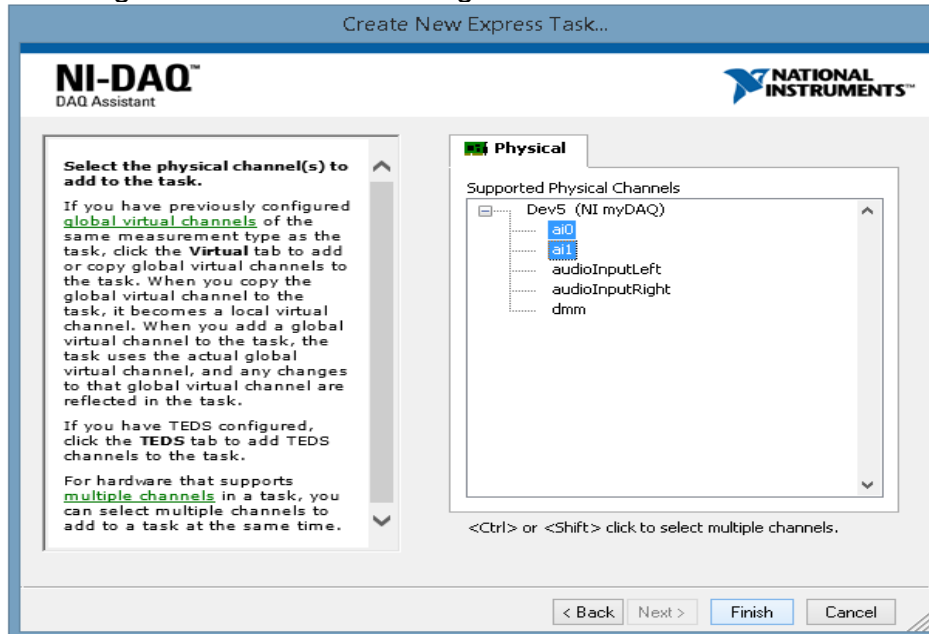 Create New Express Task...
NI-DAQ™
DAQ Assistant
NATIONAL
INSTRUMENTS™
Select the physical channel(s) to
add to the task.
If you have previously configured
global virtual channels of the
same measurement type as the
task, click the Virtual tab to add
or copy global virtual channels to
the task. When you copy the
global virtual channel to the
task, it becomes a local virtual
channel. When you add a global
virtual channel to the task, the
task uses the actual global
virtual channel, and any changes
to that global virtual channel are
reflected in the task.
If you have TEDS configured,
click the TEDS tab to add TEDS
channels to the task.
For hardware that supports
multiple channels in a task, you
can select multiple channels to
add to a task at the same time.
Physical
Supported Physical Channels
Dev5 (NI myDAQ)
ai0
ai1
audioInputLeft
audioInputRight
dmm
<Ctrl> or <Shift> click to select multiple channels.
< Back
Next >
Finish
Cancel